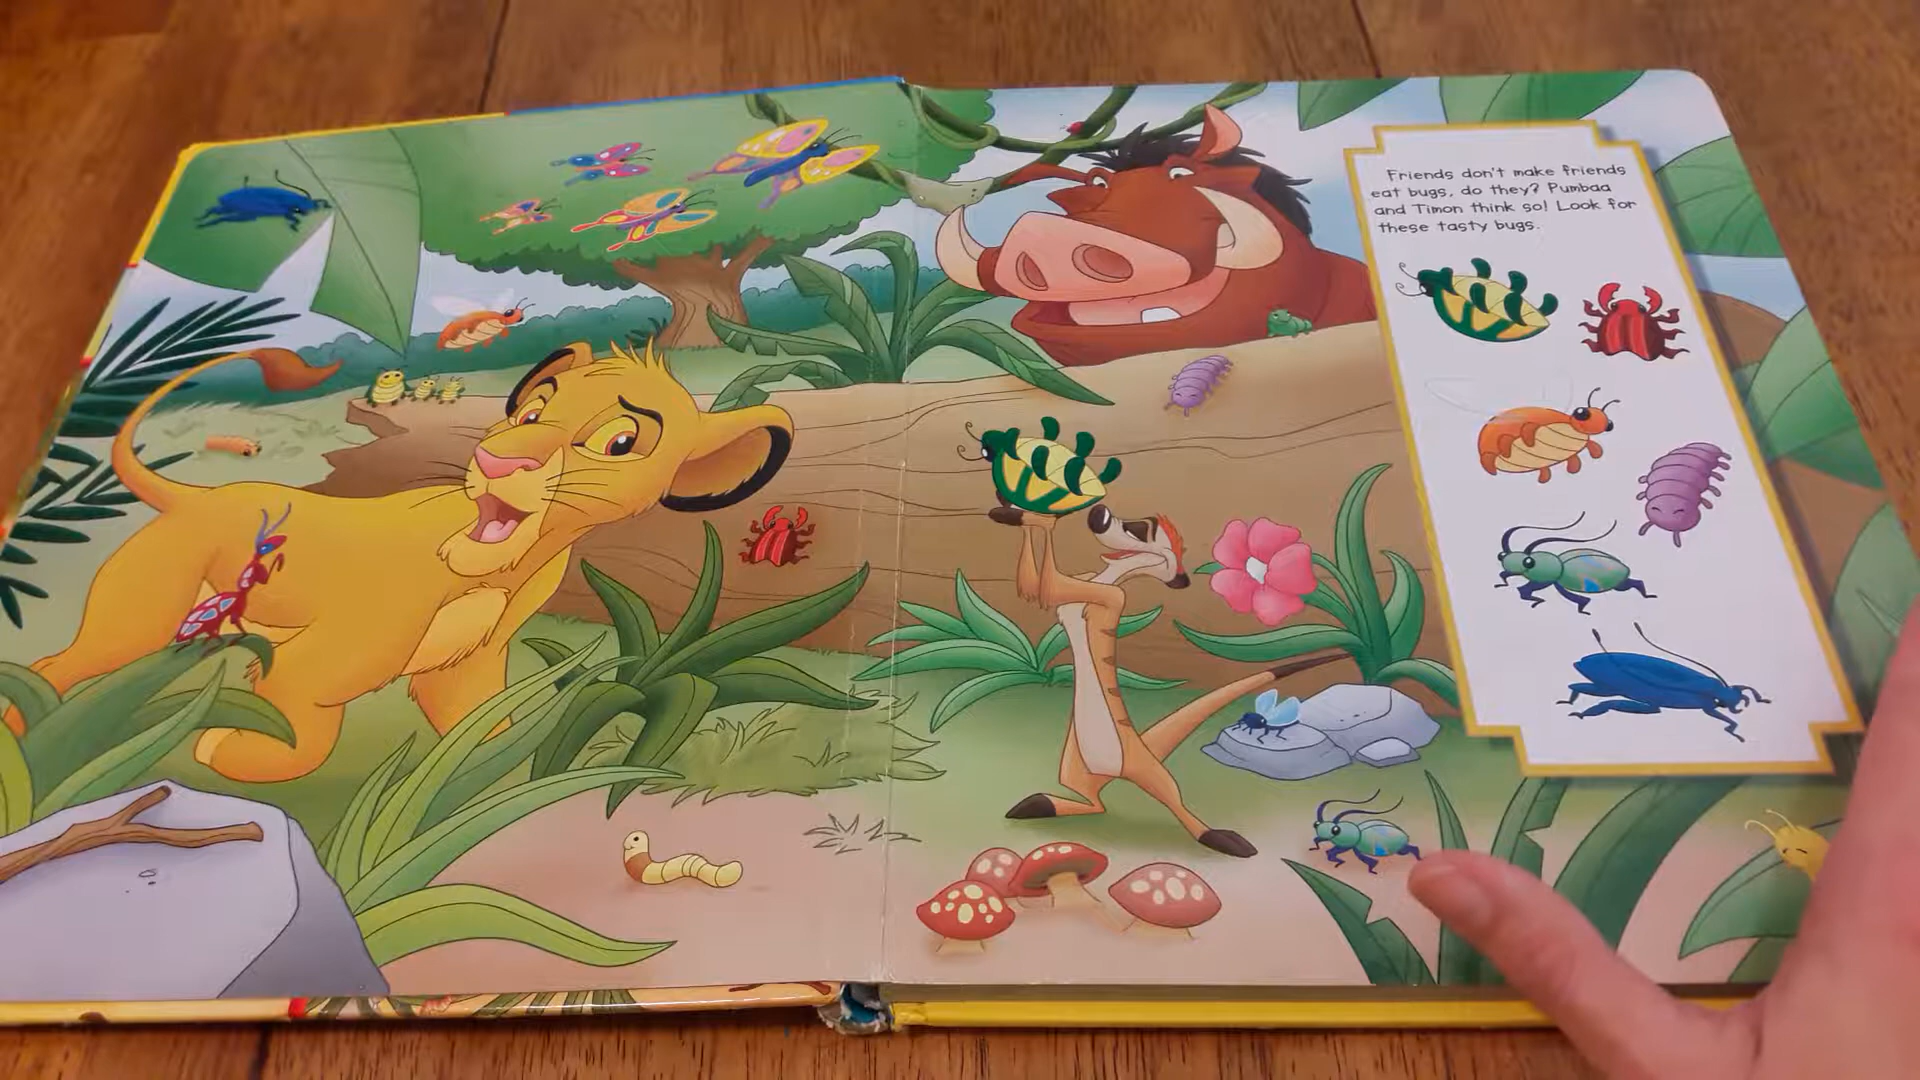 Friends don't make friends
eat bugs, do they? Pumbaa
and Timon think so! Look for
these tasty bugs.